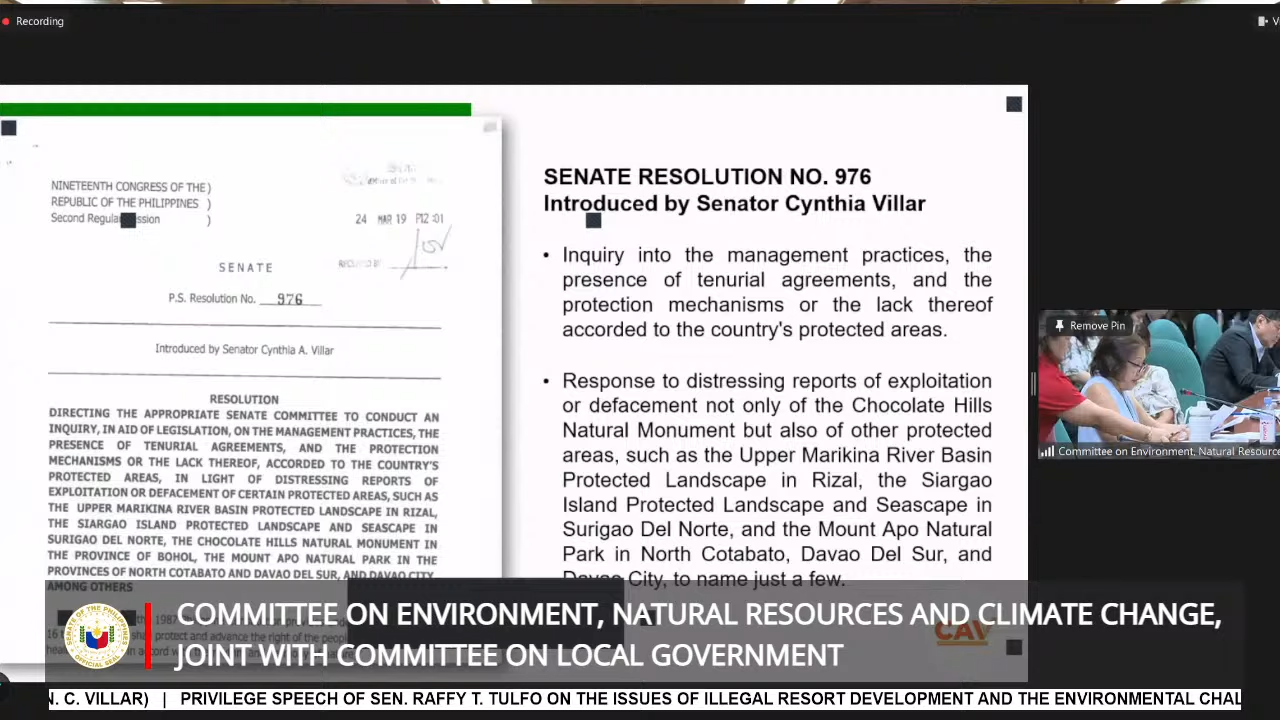 Recording
NINETEENTH CONGRESS OF THE )
REPUBLIC OF THE PHILIPPINES )
Second Regular )
24 MAR 19 P12:01
SENATE
P.S. Resolution No. 976
Introduced by Senator Cynthia A. Villar
RESOLUTION
DIRECTING THE APPROPRIATE SENATE COMMITTEE TO CONDUCT AN
INQUIRY, IN AID OF LEGISLATION, ON THE MANAGEMENT PRACTICES, THE
PRESENCE OF TENURIAL AGREEMENTS, AND THE PROTECTION
MECHANISMS OR THE LACK THEREOF, ACCORDED TO THE COUNTRY'S
PROTECTED AREAS, IN LIGHT OF DISTRESSING REPORTS OF
EXPLOITATION OR DEFACEMENT OF CERTAIN PROTECTED AREAS, SUCH AS
THE UPPER MARIKINA RIVER BASIN PROTECTED LANDSCAPE IN RIZAL,
THE SIARGAO ISLAND PROTECTED LANDSCAPE AND SEASCAPE IN
SURIGAO DEL NORTE, THE CHOCOLATE HILLS NATURAL MONUMENT IN
THE PROVINCE OF BOHOL, THE MOUNT APO NATURAL PARK IN THE
PROVINCES OF NORTH COTABATO AND DAVAO DEL SUR, AND DAVAO CITY,
AMONG OTHERS
SENATE RESOLUTION NO. 976
Introduced by Senator Cynthia Villar
• Inquiry into the management practices, the
presence of tenurial agreements, and the
protection mechanisms or the lack thereof
accorded to the country's protected areas.
• Response to distressing reports of exploitation
or defacement not only of the Chocolate Hills
Natural Monument but also of other protected
areas, such as the Upper Marikina River Basin
Protected Landscape in Rizal, the Siargao
Island Protected Landscape and Seascape in
Surigao Del Norte, and the Mount Apo Natural
Park in North Cotabato, Davao Del Sur, and
Davao City, to name just a few.
CAV
Remove Pin
Committee on Environment, Natural Resource
COMMITTEE ON ENVIRONMENT, NATURAL RESOURCES AND CLIMATE CHANGE,
JOINT WITH COMMITTEE ON LOCAL GOVERNMENT
N. C. VILLAR) | PRIVILEGE SPEECH OF SEN. RAFFY T. TULFO ON THE ISSUES OF ILLEGAL RESORT DEVELOPMENT AND THE ENVIRONMENTAL CHAL